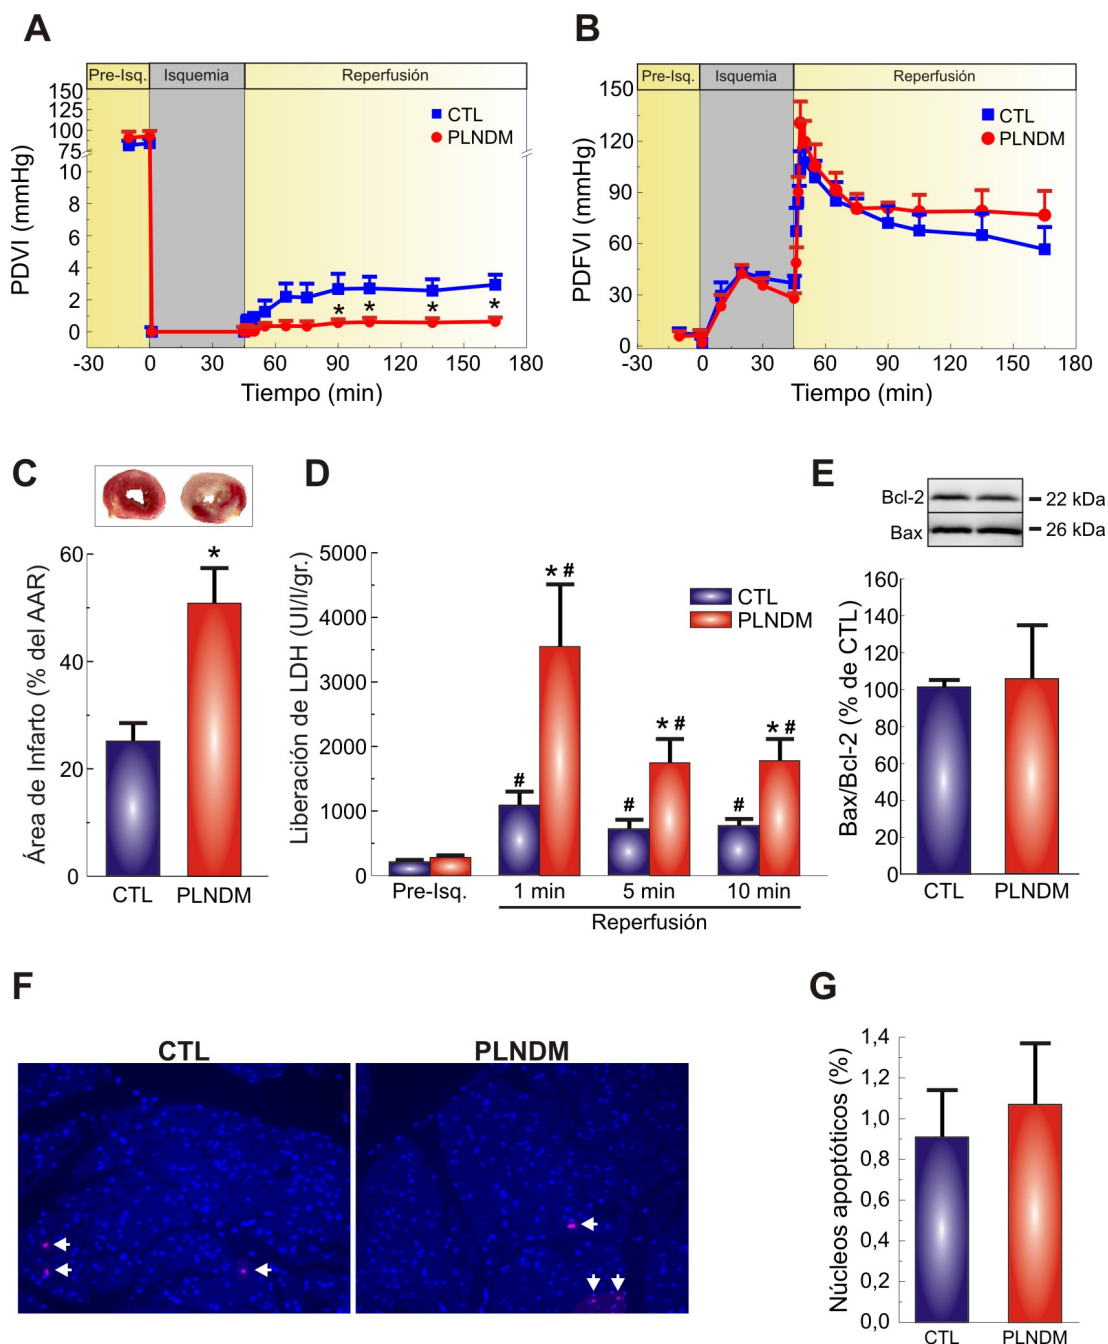 A
Pre-Isq. Isquemia Reperfusión
PDVI (mmHg)
150
125
100
75
10
8
6
4
2
0
CTL
PLNDM
* * * *
-30 0 30 60 90 120 150 180
Tiempo (min)
B
Pre-Isq. Isquemia Reperfusión
PDFVI (mmHg)
150
120
90
60
30
0
CTL
PLNDM
-30 0 30 60 90 120 150 180
Tiempo (min)
C
Área de Infarto (% del AAR)
60
40
20
0
*
CTL PLNDM
D
Liberación de LDH (UI/l/gr.)
5000
4000
3000
2000
1000
0
CTL
PLNDM
# * # # * # # * #
Pre-Isq. 1 min 5 min 10 min
Reperfusión
E
Bcl-2 22 kDa
Bax 26 kDa
Bax/Bcl-2 (% de CTL)
160
140
120
100
80
60
40
20
0
CTL PLNDM
F
CTL PLNDM
G
Núcleos apoptóticos (%)
1,4
1,2
1,0
0,8
0,6
0,4
0,2
0,0
CTL PLNDM